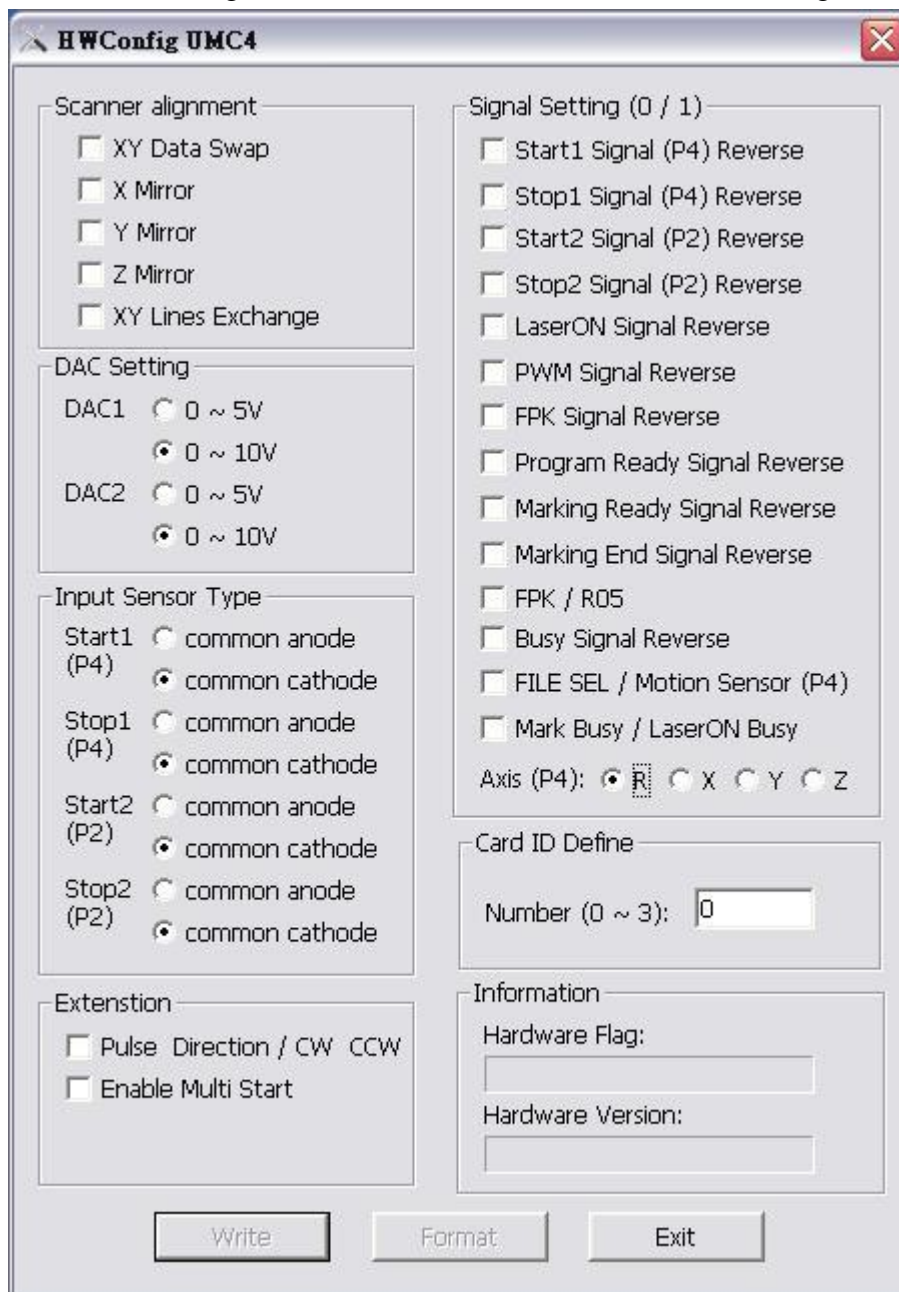 HWConfig UMC4
Scanner alignment
XY Data Swap
X Mirror
Y Mirror
Z Mirror
XY Lines Exchange
DAC Setting
DAC1 0 ~ 5V
0 ~ 10V
DAC2 0 ~ 5V
0 ~ 10V
Input Sensor Type
Start1 common anode
(P4)
common cathode
Stop1 common anode
(P4)
common cathode
Start2 common anode
(P2)
common cathode
Stop2 common anode
(P2)
common cathode
Extenstion
Pulse Direction / CW CCW
Enable Multi Start
Signal Setting (0 / 1)
Start1 Signal (P4) Reverse
Stop1 Signal (P4) Reverse
Start2 Signal (P2) Reverse
Stop2 Signal (P2) Reverse
LaserON Signal Reverse
PWM Signal Reverse
FPK Signal Reverse
Program Ready Signal Reverse
Marking Ready Signal Reverse
Marking End Signal Reverse
FPK / R05
Busy Signal Reverse
FILE SEL / Motion Sensor (P4)
Mark Busy / LaserON Busy
Axis (P4): R X Y Z
Card ID Define
Number (0 ~ 3): 0
Information
Hardware Flag:
Hardware Version:
Write Format Exit